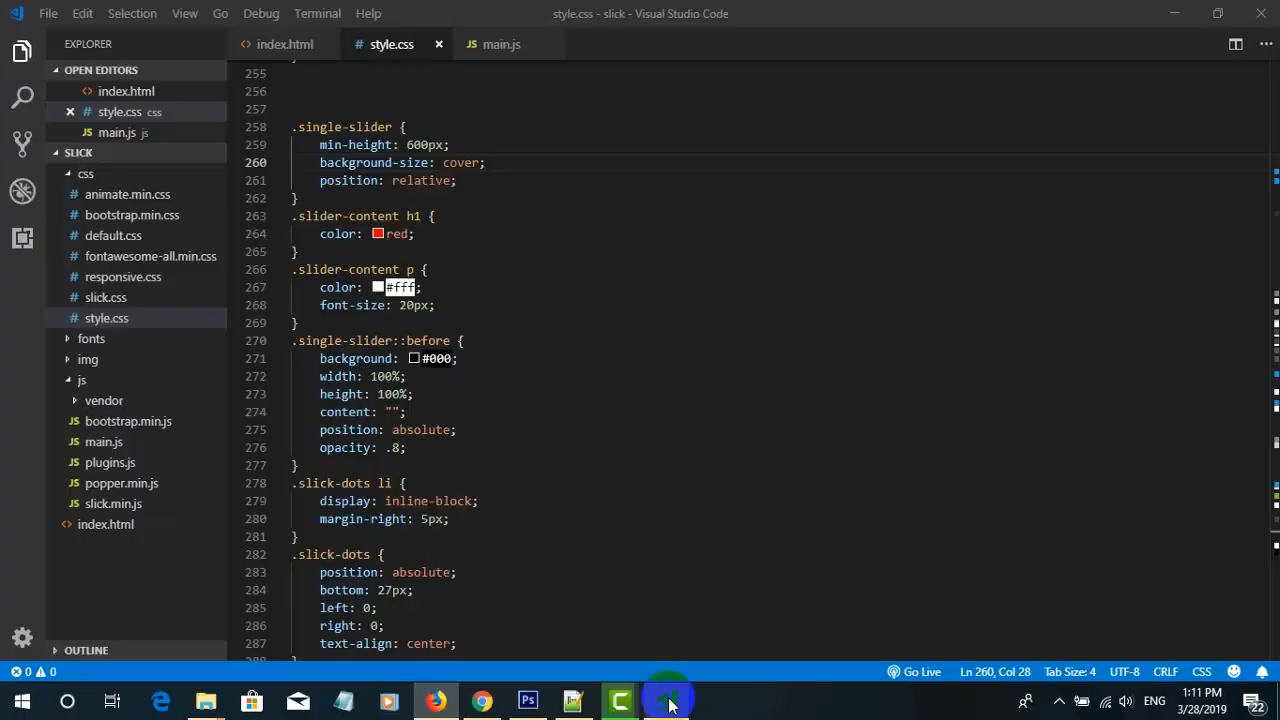 File Edit Selection View Go Debug Terminal Help
style.css - slick - Visual Studio Code
EXPLORER
index.html
style.css
main.js
OPEN EDITORS
index.html
style.css css
main.js js
SLICK
css
animate.min.css
bootstrap.min.css
default.css
fontawesome-all.min.css
responsive.css
slick.css
style.css
fonts
img
js
vendor
JS bootstrap.min.js
JS main.js
JS plugins.js
JS popper.min.js
JS slick.min.js
index.html
OUTLINE
255
256
257
258 .single-slider {
259 min-height: 600px;
260 background-size: cover;
261 position: relative;
262 }
263 .slider-content h1 {
264 color: red;
265 }
266 .slider-content p {
267 color: #fff;
268 font-size: 20px;
269 }
270 .single-slider::before {
271 background: #000;
272 width: 100%;
273 height: 100%;
274 content: "";
275 position: absolute;
276 opacity: .8;
277 }
278 .slick-dots li {
279 display: inline-block;
280 margin-right: 5px;
281 }
282 .slick-dots {
283 position: absolute;
284 bottom: 27px;
285 left: 0;
286 right: 0;
287 text-align: center;
288 }
0 0
Go Live Ln 260, Col 28 Tab Size: 4 UTF-8 CRLF CSS
Ps
ENG
1:11 PM
3/28/2019
22